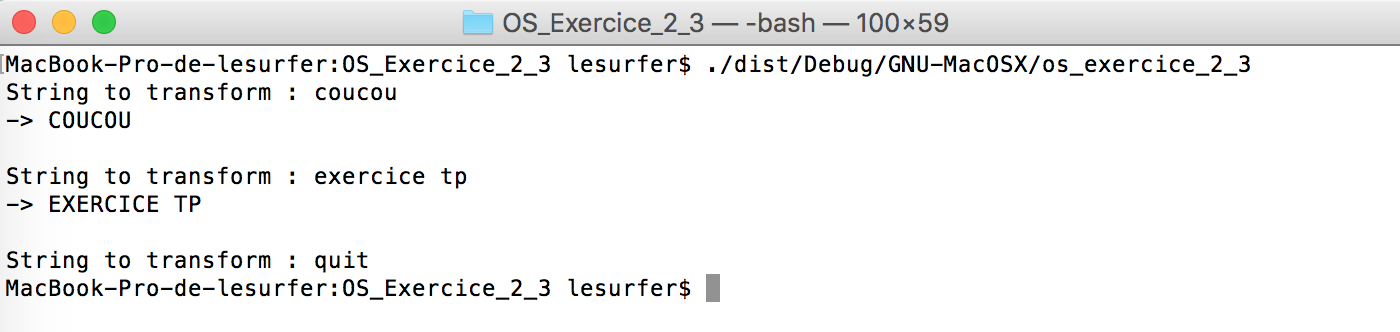 OS_Exercice_2_3 — -bash — 100×59
[MacBook-Pro-de-lesurfer:OS_Exercice_2_3 lesurfer$ ./dist/Debug/GNU-MacOSX/os_exercice_2_3
String to transform : coucou
-> COUCOU
String to transform : exercice tp
-> EXERCICE TP
String to transform : quit
MacBook-Pro-de-lesurfer:OS_Exercice_2_3 lesurfer$